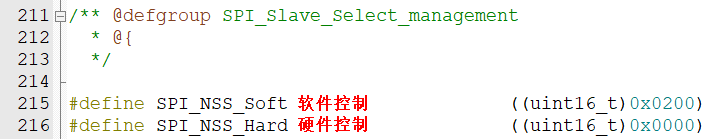 211 /** @defgroup SPI_Slave_Select_management
212 * @{
213 */
214
215 #define SPI_NSS_Soft 软件控制 ((uint16_t)0x0200)
216 #define SPI_NSS_Hard 硬件控制 ((uint16_t)0x0000)